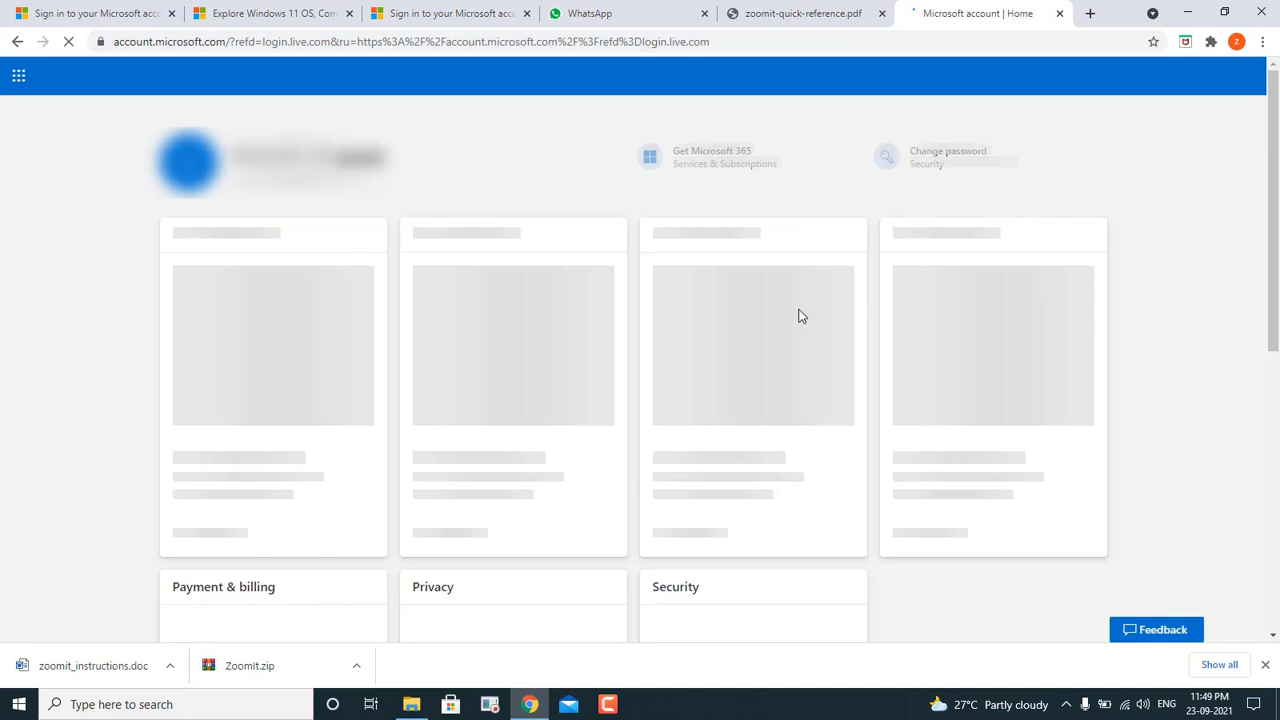 Sign in to your Microsoft acco
Explore Windows 11 OS, Com
Sign in to your Microsoft acco
WhatsApp
zoomit-quick-reference.pdf
Microsoft account | Home
account.microsoft.com/?refd=login.live.com&ru=https%3A%2F%2Faccount.microsoft.com%2F%3Frefd%3Dlogin.live.com
Z
Get Microsoft 365
Services & Subscriptions
Change password
Security
Payment & billing
Privacy
Security
Feedback
zoomit_instructions.doc
ZoomIt.zip
Show all
Type here to search
27°C Partly cloudy
ENG
11:49 PM
23-09-2021